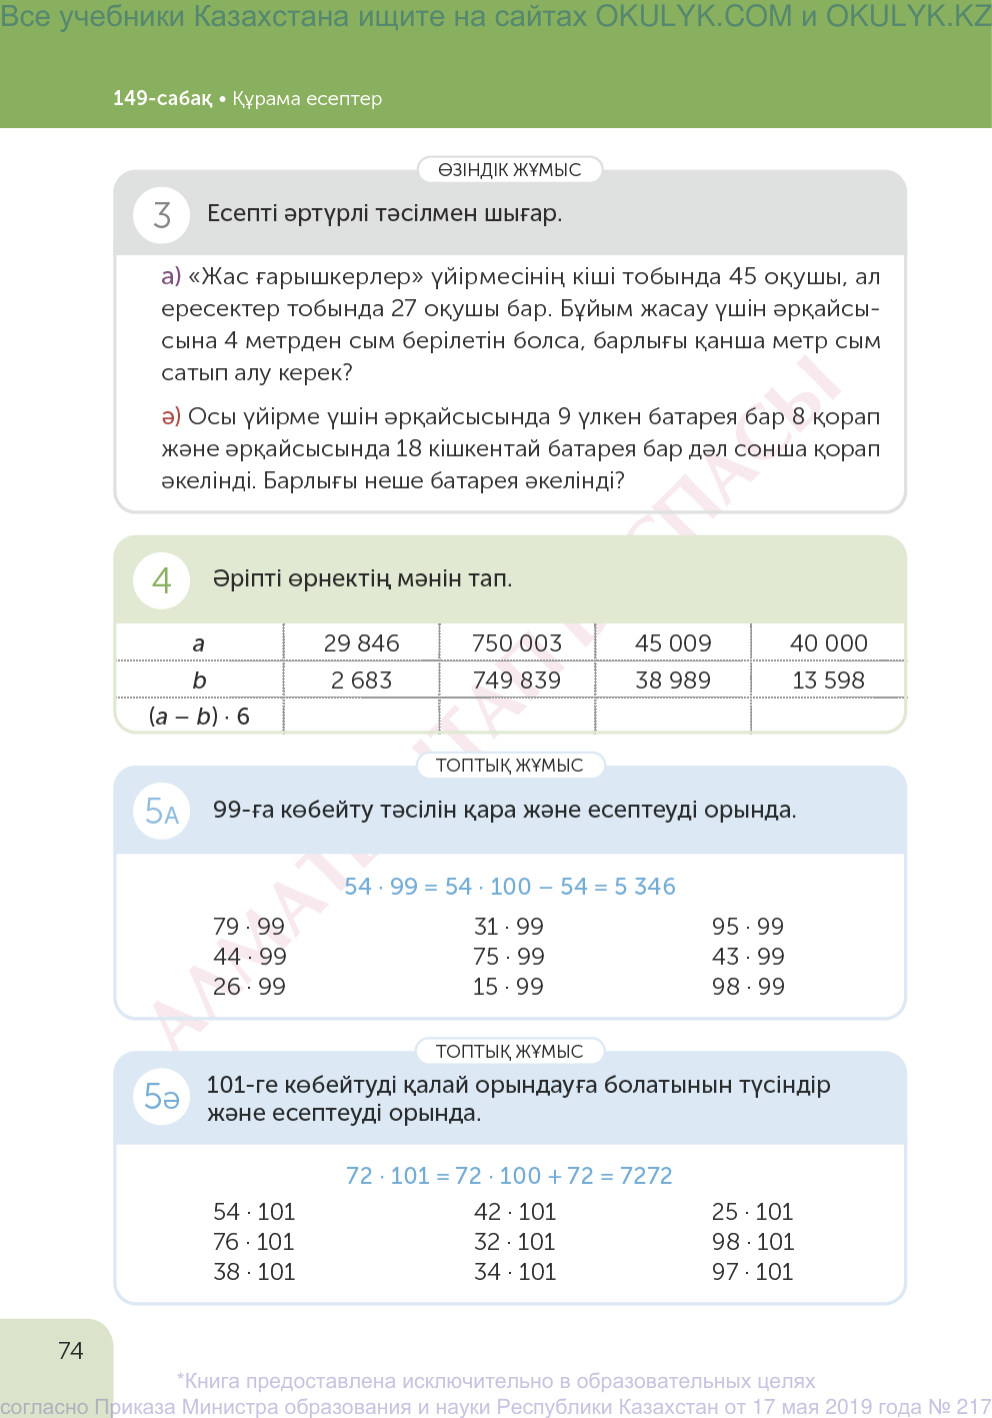 Все учебники Казахстана ищите на сайтах OKULYK.COM и OKULYK.KZ
149-сабақ • Құрама есептер
ӨЗІНДІК ЖҰМЫС
3 Есепті әртүрлі тәсілмен шығар.
а) «Жас ғарышкерлер» үйірмесінің кіші тобында 45 оқушы, ал
ересектер тобында 27 оқушы бар. Бұйым жасау үшін әрқайсы-
сына 4 метрден сым берілетін болса, барлығы қанша метр сым
сатып алу керек?
ә) Осы үйірме үшін әрқайсысында 9 үлкен батарея бар 8 қорап
және әрқайсысында 18 кішкентай батарея бар дәл сонша қорап
әкелінді. Барлығы неше батарея әкелінді?
4 Әріпті өрнектің мәнін тап.
a 29 846 750 003 45 009 40 000
b 2 683 749 839 38 989 13 598
(a – b) · 6
ТОПТЫҚ ЖҰМЫС
5А 99-ға көбейту тәсілін қара және есептеуді орында.
54 · 99 = 54 · 100 – 54 = 5 346
79 · 99 31 · 99 95 · 99
44 · 99 75 · 99 43 · 99
26 · 99 15 · 99 98 · 99
ТОПТЫҚ ЖҰМЫС
5ә 101-ге көбейтуді қалай орындауға болатынын түсіндір
және есептеуді орында.
72 · 101 = 72 · 100 + 72 = 7272
54 · 101 42 · 101 25 · 101
76 · 101 32 · 101 98 · 101
38 · 101 34 · 101 97 · 101
74
*Книга предоставлена исключительно в образовательных целях
согласно Приказа Министра образования и науки Республики Казахстан от 17 мая 2019 года № 217